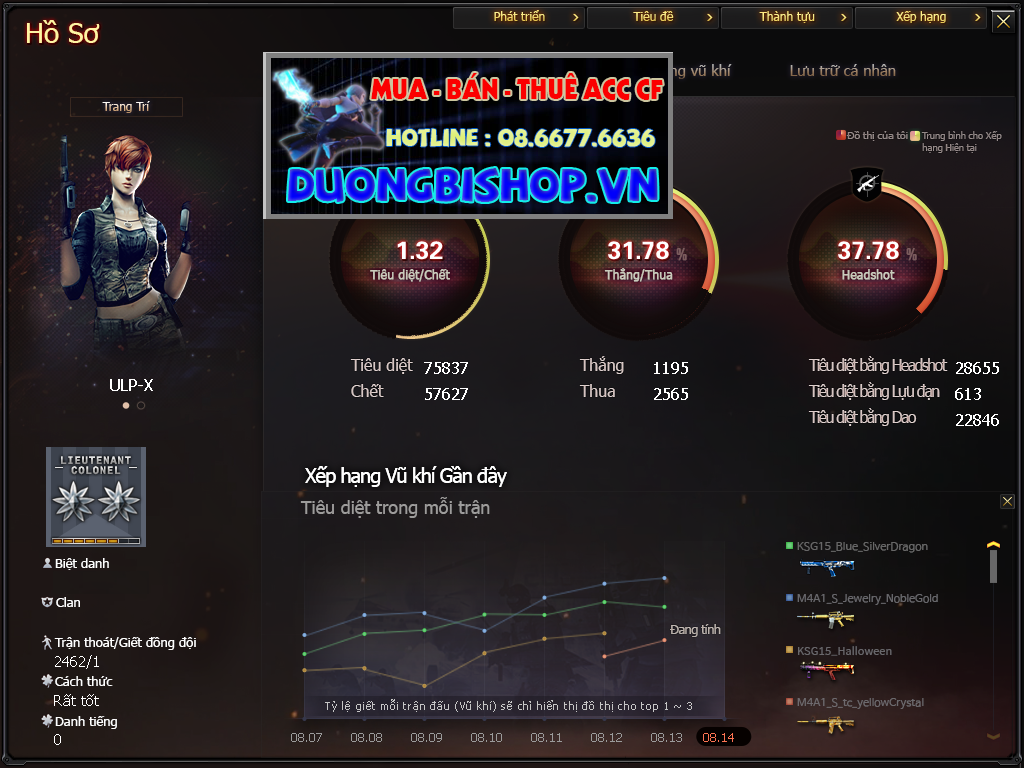 Hồ Sơ
Phát triển
Tiêu đề
Thành tựu
Xếp hạng
MUA - BÁN - THUÊ ACC CF
HOTLINE : 08.6677.6636
DUONGBISHOP.VN
ng vũ khí
Lưu trữ cá nhân
Trang Trí
Đồ thị của tôi
Trung bình cho Xếp
hạng Hiện tại
1.32
Tiêu diệt/Chết
31.78 %
Thắng/Thua
37.78 %
Headshot
Tiêu diệt 75837
Chết 57627
Thắng 1195
Thua 2565
Tiêu diệt bằng Headshot 28655
Tiêu diệt bằng Lựu đạn 613
Tiêu diệt bằng Dao 22846
ULP-X
LIEUTENANT
COLONEL
Biệt danh
Clan
Trận thoát/Giết đồng đội
2462/1
Cách thức
Rất tốt
Danh tiếng
0
Xếp hạng Vũ khí Gần đây
Tiêu diệt trong mỗi trận
Đang tính
Tỷ lệ giết mỗi trận đấu (Vũ khí) sẽ chỉ hiển thị đồ thị cho top 1 ~ 3
08.07 08.08 08.09 08.10 08.11 08.12 08.13 08.14
KSG15_Blue_SilverDragon
M4A1_S_Jewelry_NobleGold
KSG15_Halloween
M4A1_S_tc_yellowCrystal